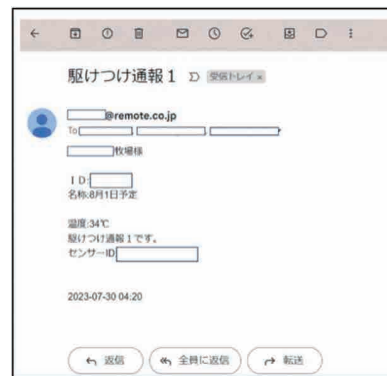 駆けつけ通報1 受信トレイ×
@remote.co.jp
To
牧場様
ID:
名称:8月1日予定
温度:34℃
駆けつけ通報1です。
センサーID
2023-07-30 04:20
返信 全員に返信 転送